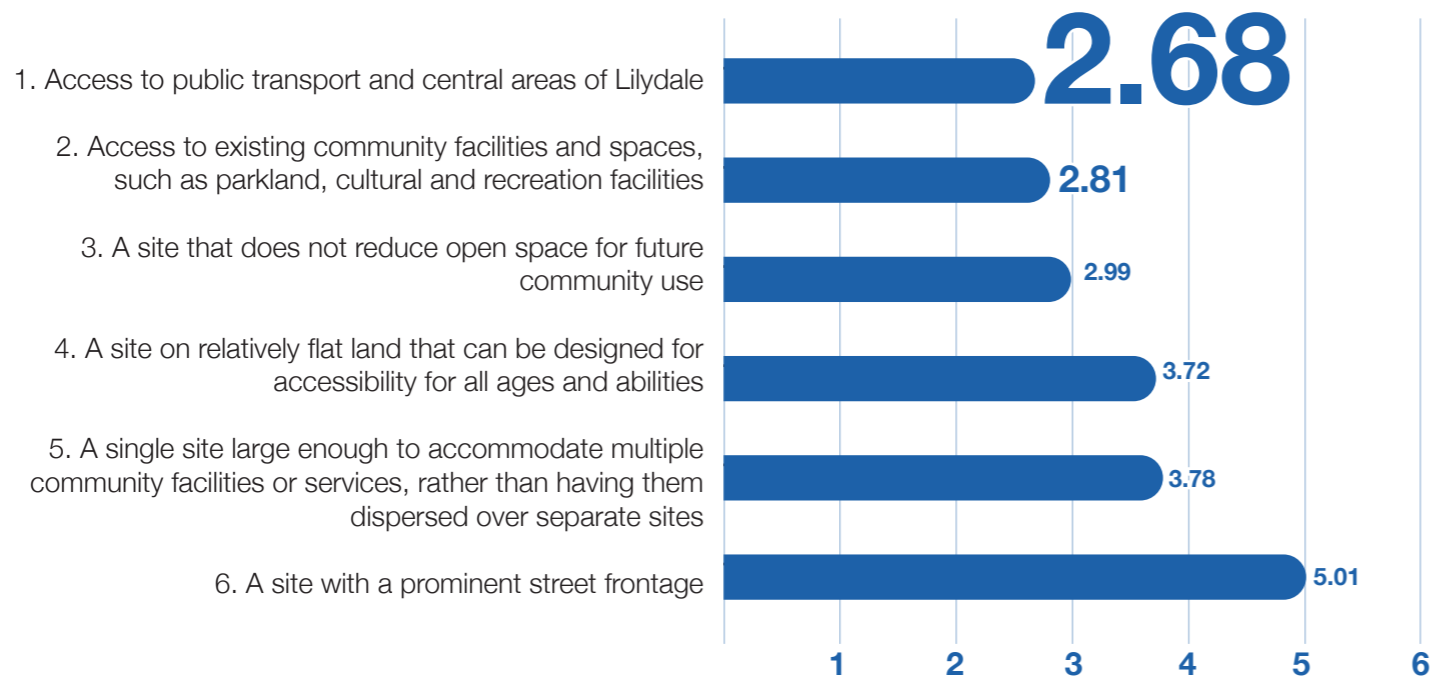 1. Access to public transport and central areas of Lilydale
2.68
2. Access to existing community facilities and spaces,
such as parkland, cultural and recreation facilities
2.81
3. A site that does not reduce open space for future
community use
2.99
4. A site on relatively flat land that can be designed for
accessibility for all ages and abilities
3.72
5. A single site large enough to accommodate multiple
community facilities or services, rather than having them
dispersed over separate sites
3.78
6. A site with a prominent street frontage
5.01
1 2 3 4 5 6